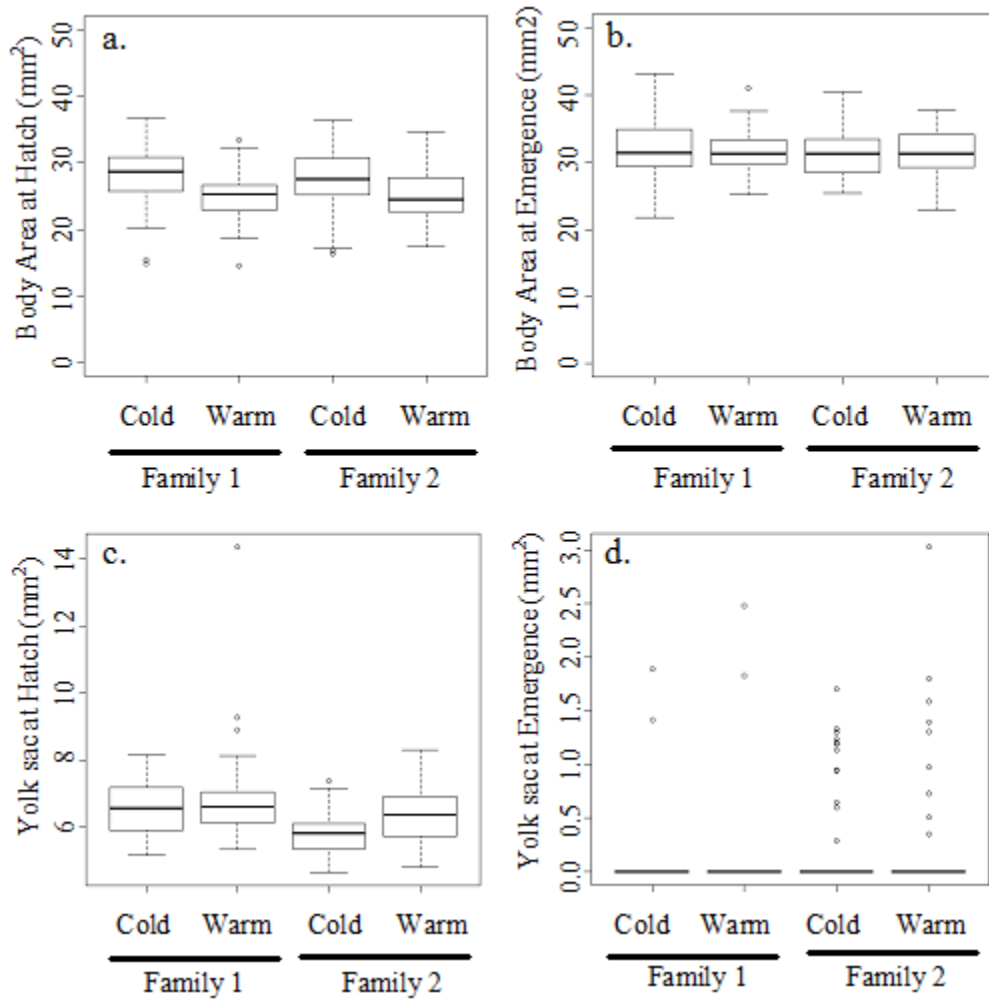 a.
Body Area at Hatch (mm²)
50
40
30
20
10
0
Cold Warm Cold Warm
Family 1 Family 2
b.
Body Area at Emergence (mm2)
50
40
30
20
10
0
Cold Warm Cold Warm
Family 1 Family 2
c.
Yolk sac at Hatch (mm²)
14
12
10
8
6
Cold Warm Cold Warm
Family 1 Family 2
d.
Yolk sac at Emergence (mm²)
3.0
2.5
2.0
1.5
1.0
0.5
0.0
Cold Warm Cold Warm
Family 1 Family 2